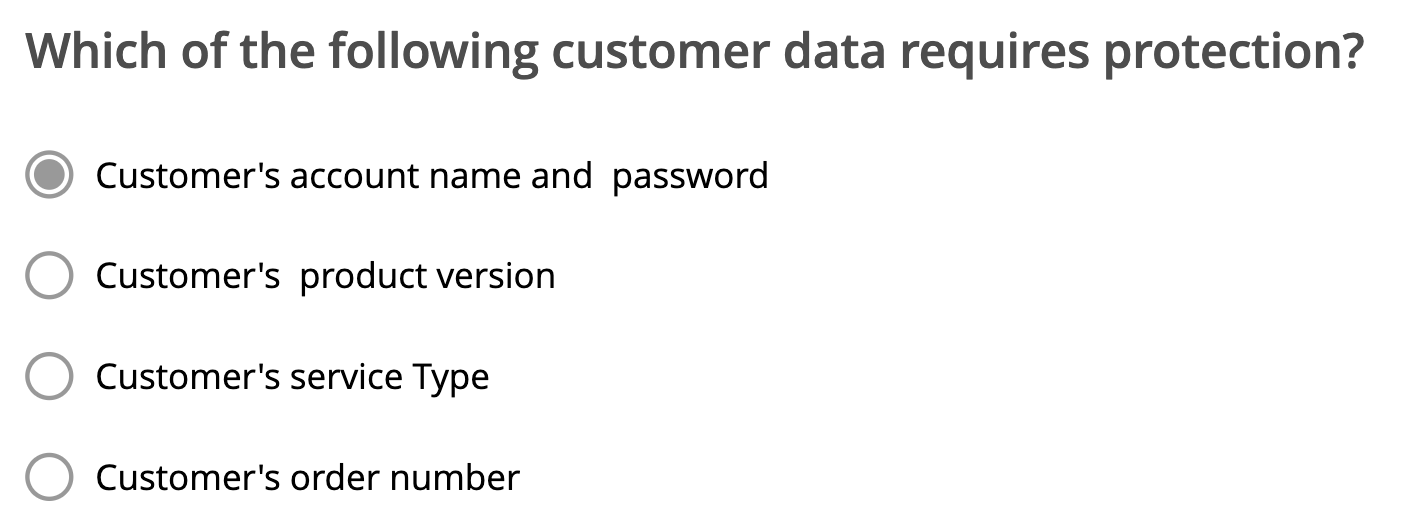 Which of the following customer data requires protection?
Customer's account name and  password
Customer's  product version
Customer's service Type
Customer's order number